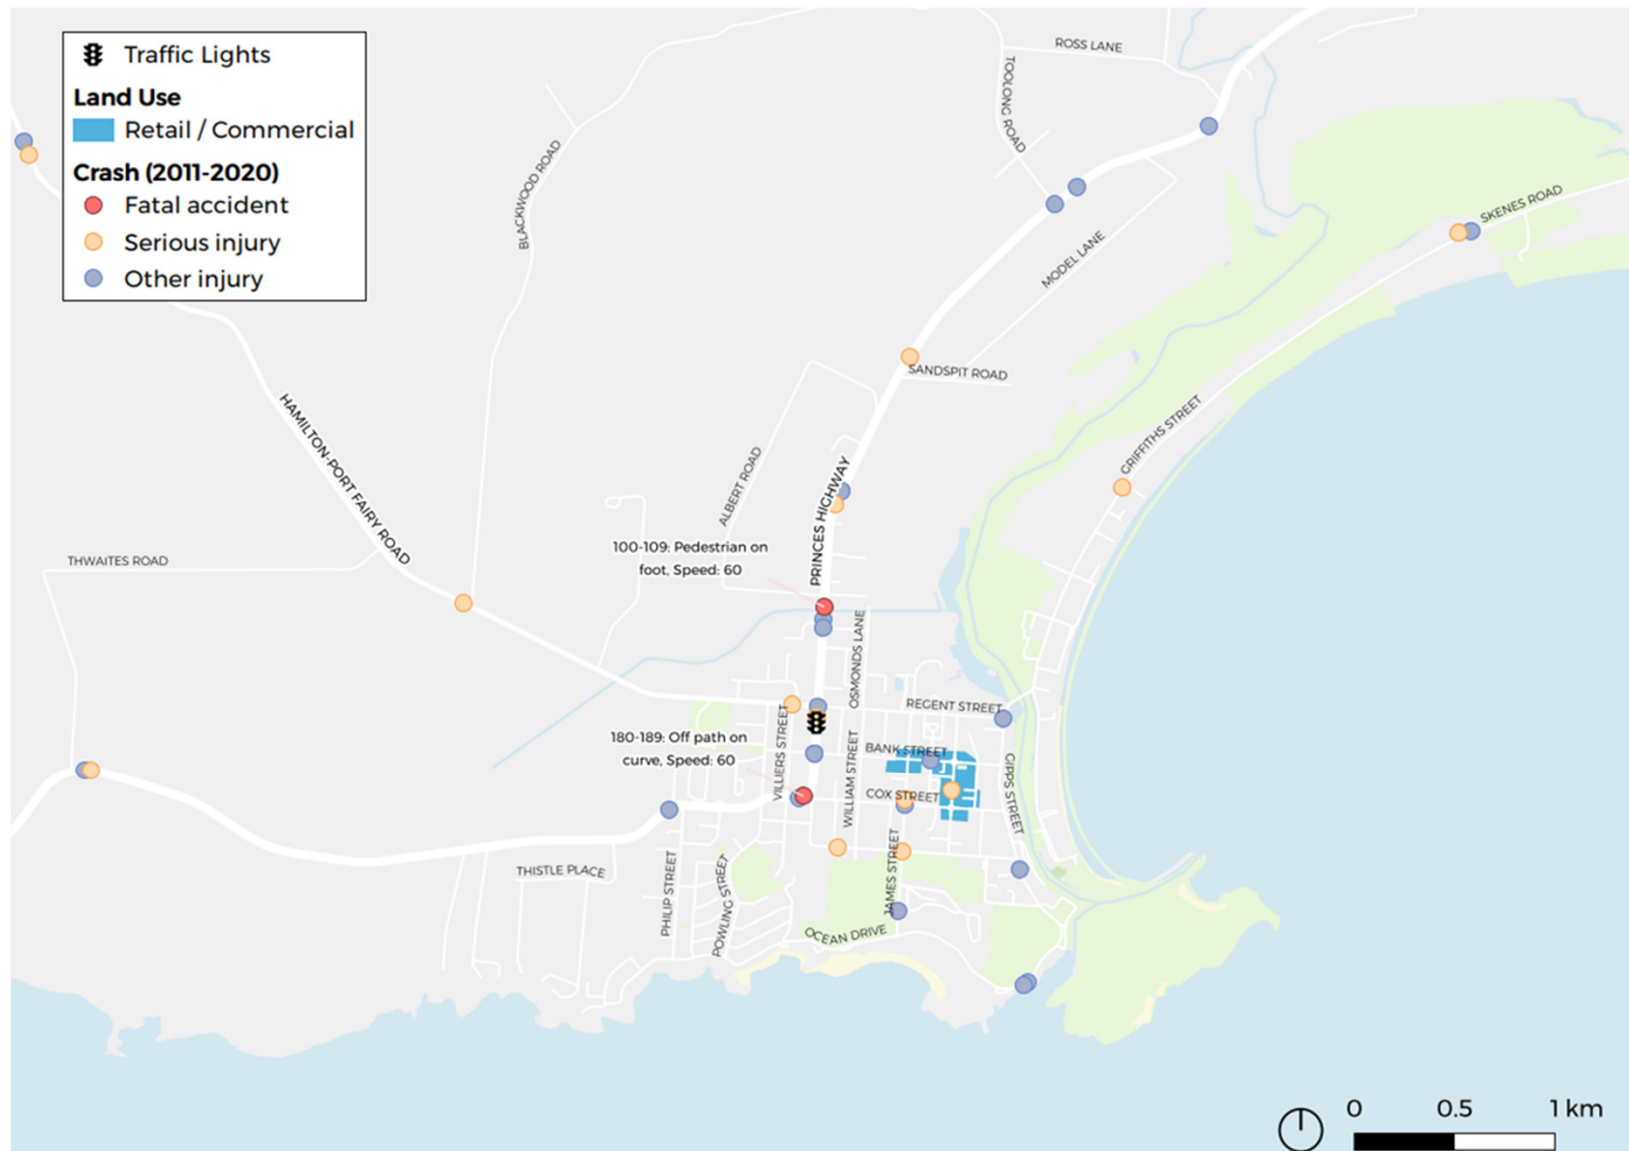 Traffic Lights
Land Use
Retail / Commercial
Crash (2011-2020)
Fatal accident
Serious injury
Other injury
ROSS LANE
TOOLONG ROAD
BLACKWOOD ROAD
SKENES ROAD
MODEL LANE
SANDSPIT ROAD
HAMILTON-PORT FAIRY ROAD
GRIFFITHS STREET
ALBERT ROAD
PRINCES HIGHWAY
100-109: Pedestrian on
foot, Speed: 60
THWAITES ROAD
OSMONDS LANE
REGENT STREET
180-189: Off path on
curve, Speed: 60
VILLIERS STREET
WILLIAM STREET
BANK STREET
COX STREET
GIPPS STREET
THISTLE PLACE
PHILIP STREET
POWLING STREET
JAMES STREET
OCEAN DRIVE
0 0.5 1 km